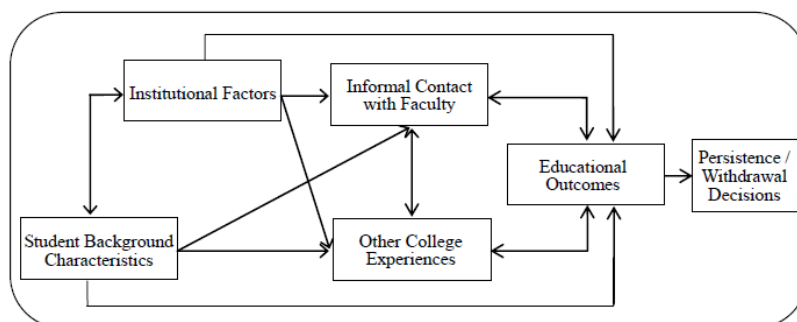 Institutional Factors
Informal Contact
with Faculty
Educational
Outcomes
Persistence /
Withdrawal
Decisions
Student Background
Characteristics
Other College
Experiences